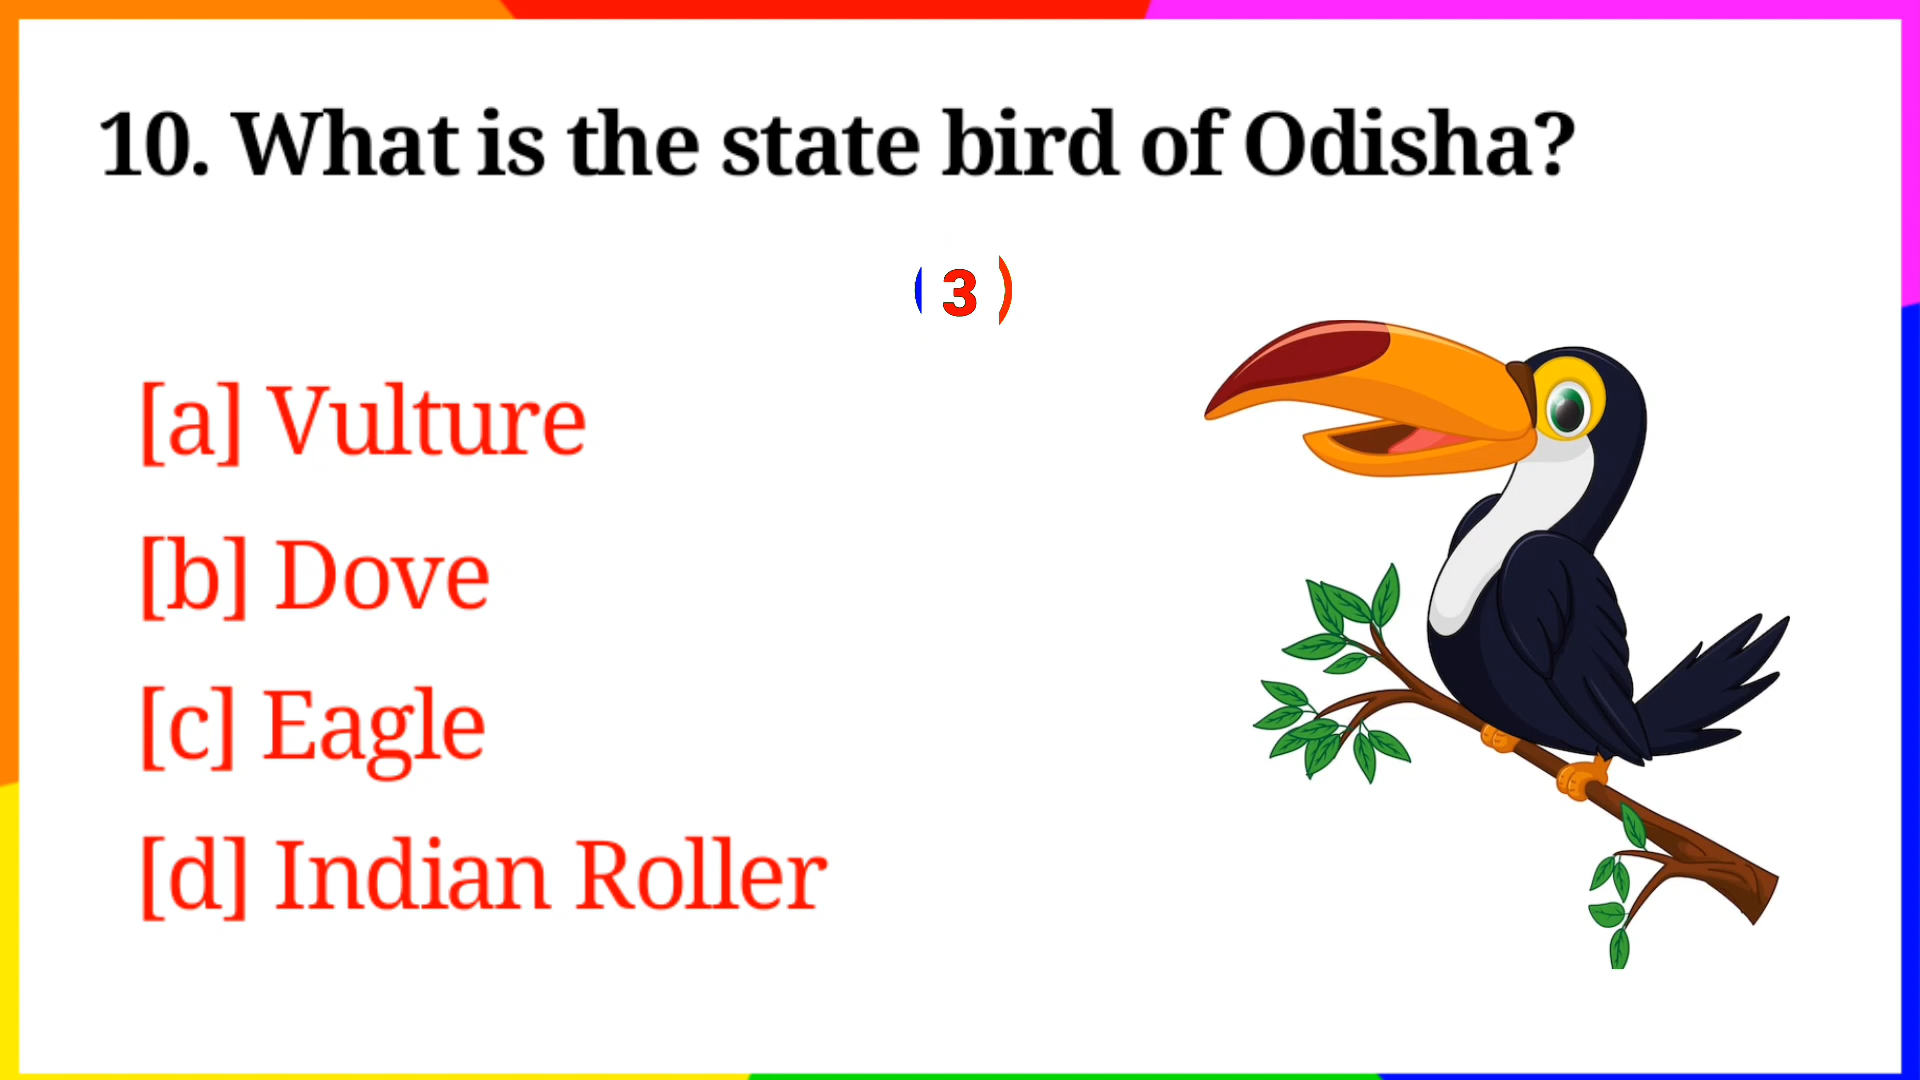 10. What is the state bird of Odisha?
( 3 )
[a] Vulture
[b] Dove
[c] Eagle
[d] Indian Roller